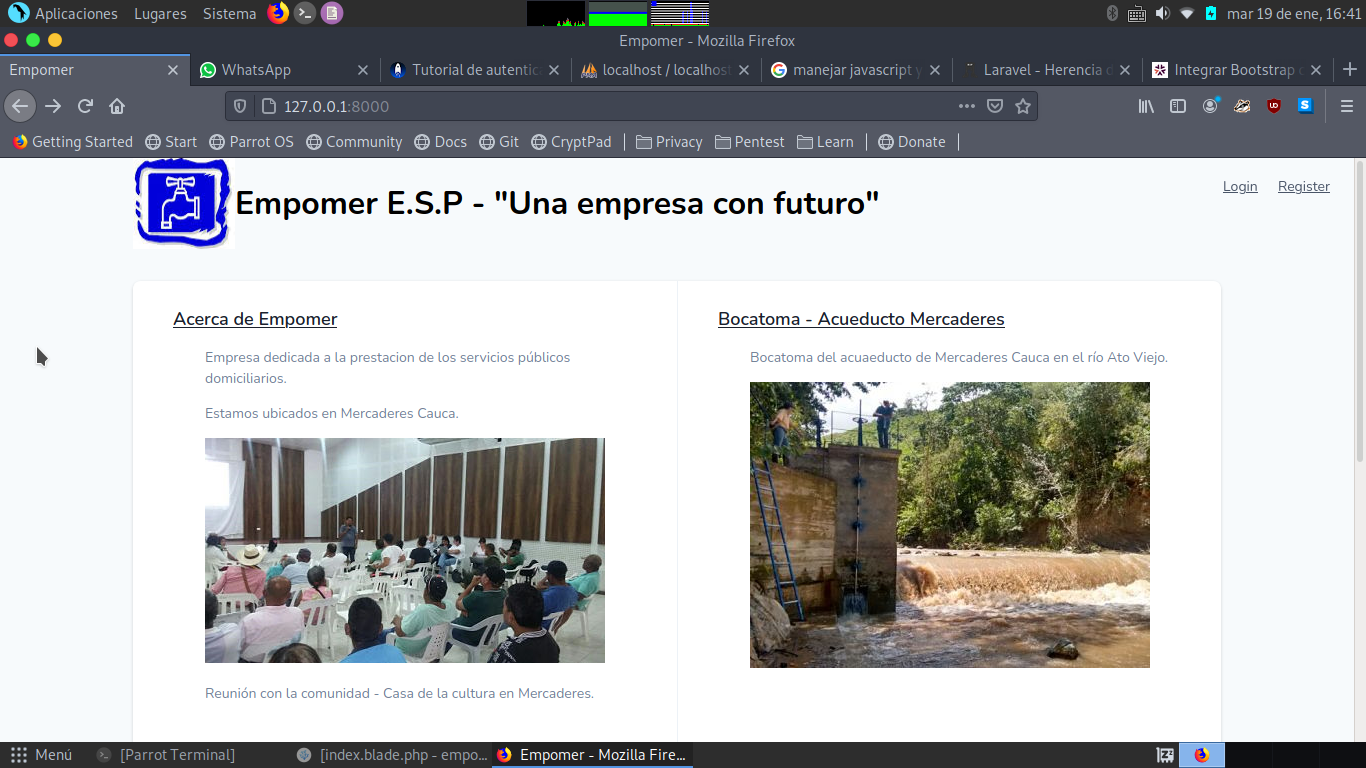 Aplicaciones Lugares Sistema mar 19 de ene, 16:41
Empomer - Mozilla Firefox
Empomer WhatsApp Tutorial de autentica localhost / localhost manejar javascript y Laravel - Herencia d Integrar Bootstrap c
127.0.0.1:8000
Getting Started Start Parrot OS Community Docs Git CryptPad Privacy Pentest Learn Donate
Login Register
Empomer E.S.P - "Una empresa con futuro"
Acerca de Empomer
Empresa dedicada a la prestacion de los servicios públicos
domiciliarios.
Estamos ubicados en Mercaderes Cauca.
Reunión con la comunidad - Casa de la cultura en Mercaderes.
Bocatoma - Acueducto Mercaderes
Bocatoma del acuaeducto de Mercaderes Cauca en el río Ato Viejo.
Menú [Parrot Terminal] [index.blade.php - empo... Empomer - Mozilla Fire...